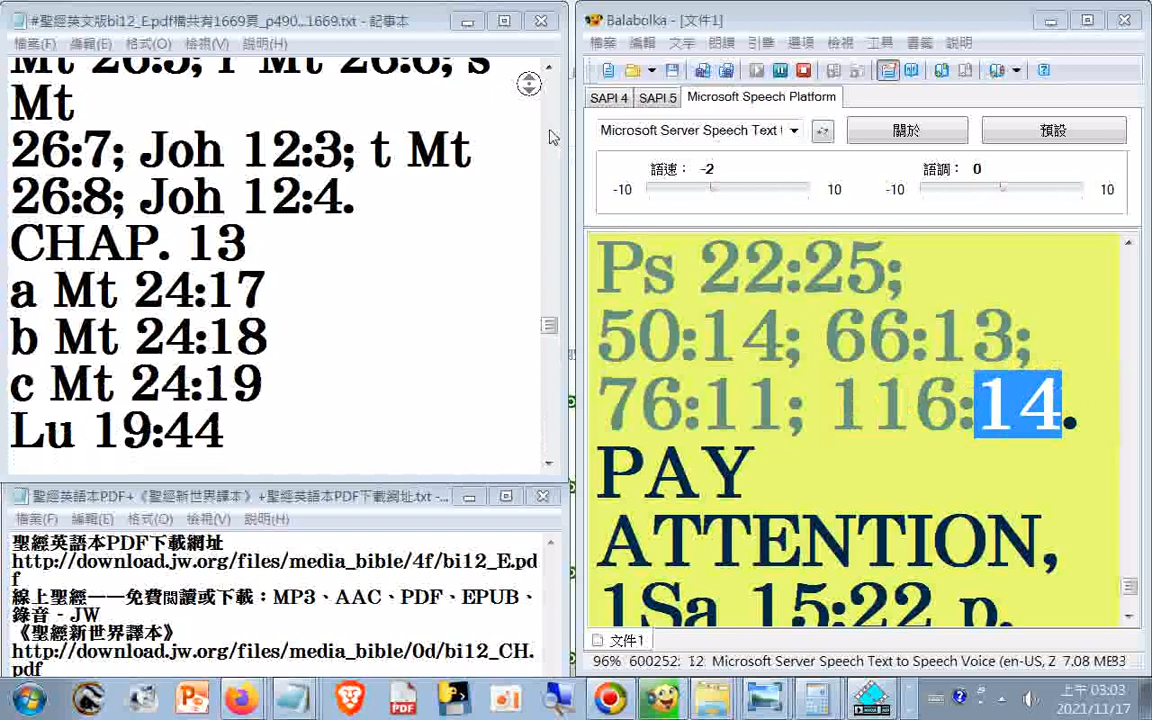 #聖經英文版bi12_E.pdf檔共有1669頁_p490...1669.txt - 記事本
檔案(F) 編輯(E) 格式(O) 檢視(V) 說明(H)
Mt 26:5; r Mt 26:6; s
Mt
26:7; Joh 12:3; t Mt
26:8; Joh 12:4.
CHAP. 13
a Mt 24:17
b Mt 24:18
c Mt 24:19
Lu 19:44
聖經英語本PDF+《聖經新世界譯本》+聖經英語本PDF下載網址.txt -...
檔案(F) 編輯(E) 格式(O) 檢視(V) 說明(H)
聖經英語本PDF下載網址
http://download.jw.org/files/media_bible/4f/bi12_E.pd
f
線上聖經——免費閱讀或下載：MP3、AAC、PDF、EPUB、
錄音 - JW
《聖經新世界譯本》
http://download.jw.org/files/media_bible/0d/bi12_CH.
pdf
Balabolka - [文件1]
檔案 編輯 文字 朗讀 引擎 選項 檢視 工具 書籤 說明
SAPI 4 SAPI 5 Microsoft Speech Platform
Microsoft Server Speech Text 關於 預設
語速： -2 語調： 0
-10 10 -10 10
Ps 22:25;
50:14; 66:13;
76:11; 116:14.
PAY
ATTENTION,
1Sa 15:22 p.
文件1
96% 600252: 12 Microsoft Server Speech Text to Speech Voice (en-US, Z 7.08 MB
上午 03:03
2021/11/17